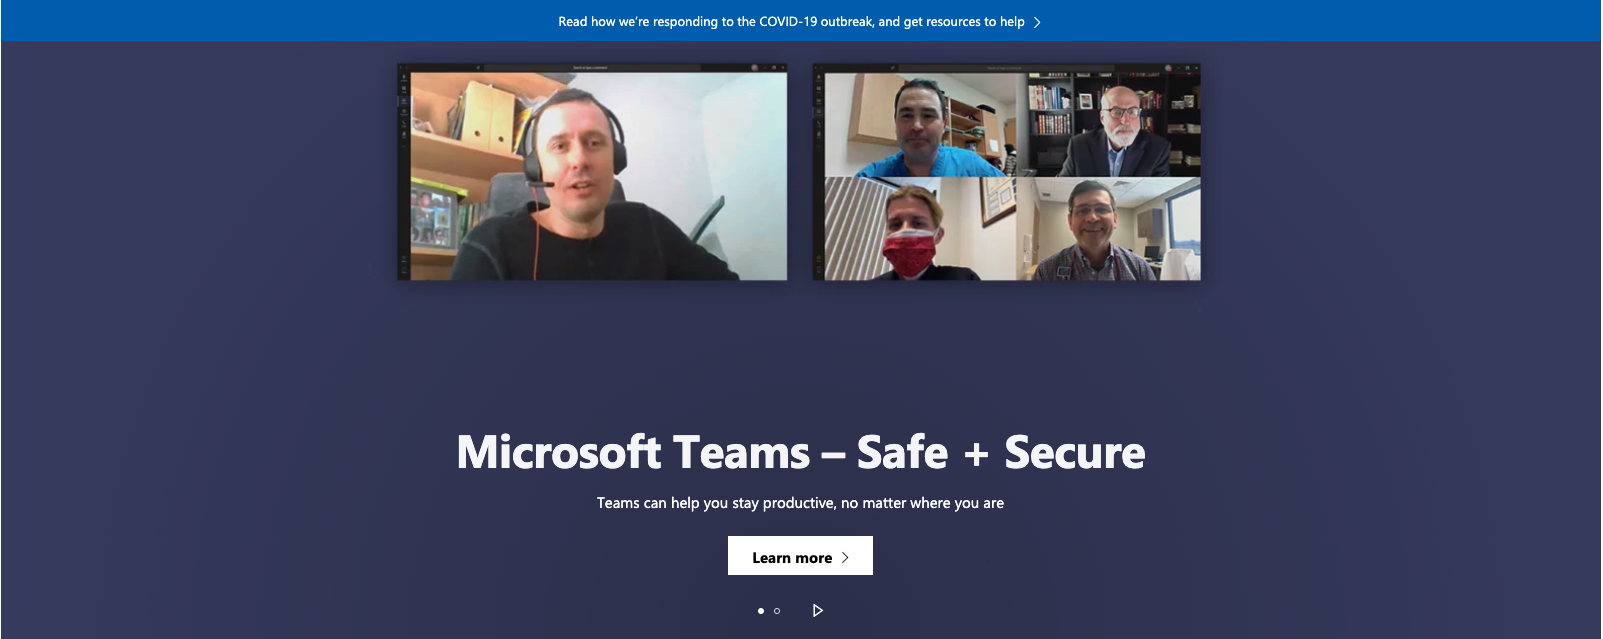 Read how we're responding to the COVID-19 outbreak, and get resources to help
Microsoft Teams – Safe + Secure
Teams can help you stay productive, no matter where you are
Learn more